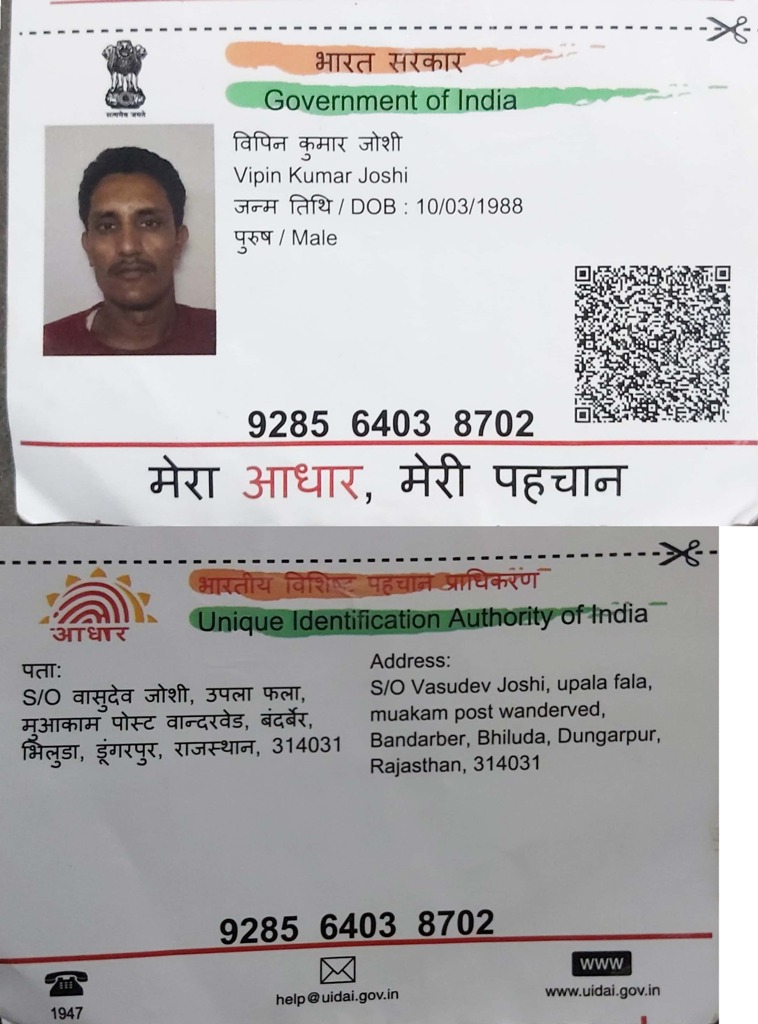 भारत सरकार
Government of India
सत्यमेव जयते
विपिन कुमार जोशी
Vipin Kumar Joshi
जन्म तिथि / DOB : 10/03/1988
पुरुष / Male
9285 6403 8702
मेरा आधार, मेरी पहचान
भारतीय विशिष्ट पहचान प्राधिकरण
Unique Identification Authority of India
आधार
पता:
S/O वासुदेव जोशी, उपला फला,
मुआकाम पोस्ट वान्दरवेड, बंदर्बेर,
भिलुडा, डूंगरपुर, राजस्थान, 314031
Address:
S/O Vasudev Joshi, upala fala,
muakam post wanderved,
Bandarber, Bhiluda, Dungarpur,
Rajasthan, 314031
9285 6403 8702
1947
help@uidai.gov.in
www
www.uidai.gov.in